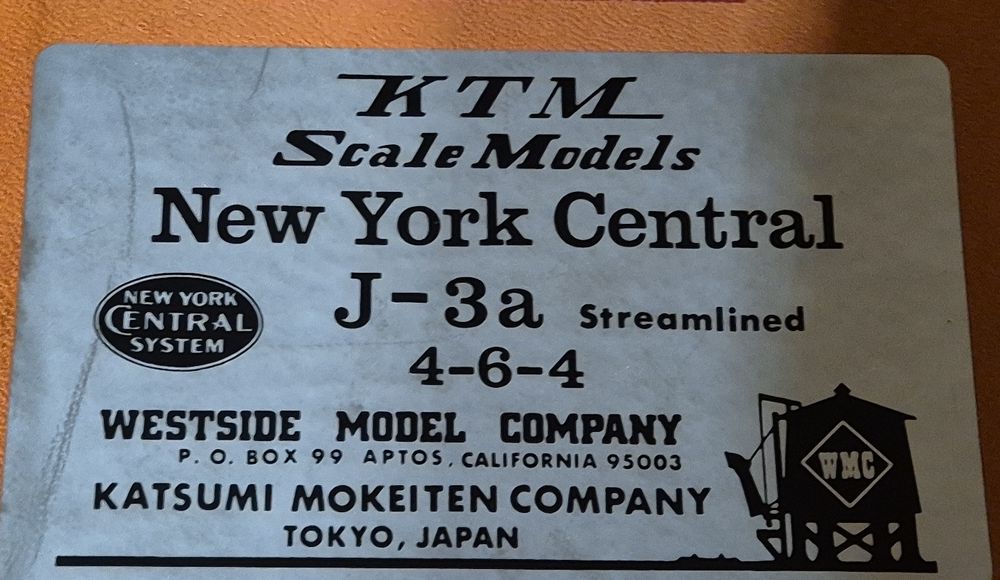 KTM
Scale Models
New York Central
NEW YORK
CENTRAL
SYSTEM
J-3a Streamlined
4-6-4
WESTSIDE MODEL COMPANY
P. O. BOX 99 APTOS, CALIFORNIA 95003
WMC
KATSUMI MOKEITEN COMPANY
TOKYO, JAPAN